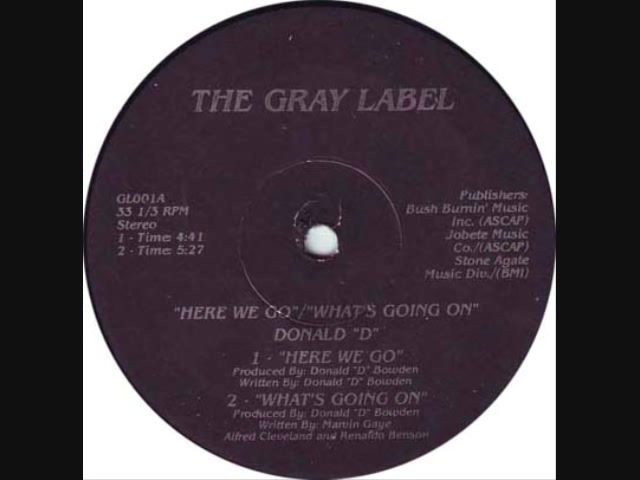 THE GRAY LABEL
GL001A
33 1/3 RPM
Stereo
1 - Time: 4:41
2 - Time: 5:27
Publishers:
Bush Burnin' Music
Inc. (ASCAP)
Jobete Music
Co./(ASCAP)
Stone Agate
Music Div./(BMI)
"HERE WE GO"/"WHAT'S GOING ON"
DONALD "D"
1 - "HERE WE GO"
Produced By: Donald "D" Bowden
Written By: Donald "D" Bowden
2 - "WHAT'S GOING ON"
Produced By: Donald "D" Bowden
Written By: Marvin Gaye
Alfred Cleveland and Renaldo Benson